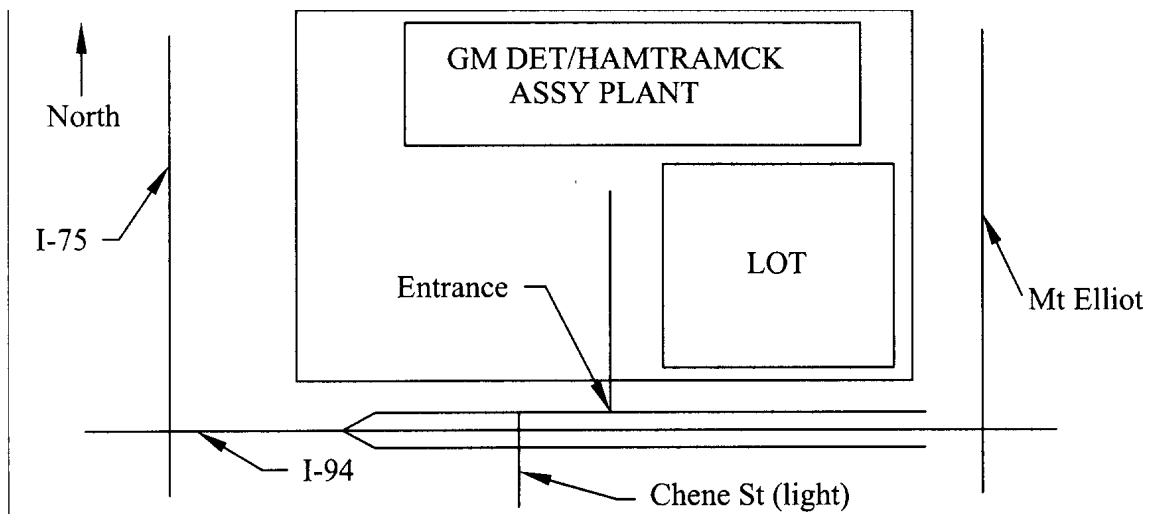 GM DET/HAMTRAMCK
ASSY PLANT
North
I-75
LOT
Entrance
Mt Elliot
I-94
Chene St (light)